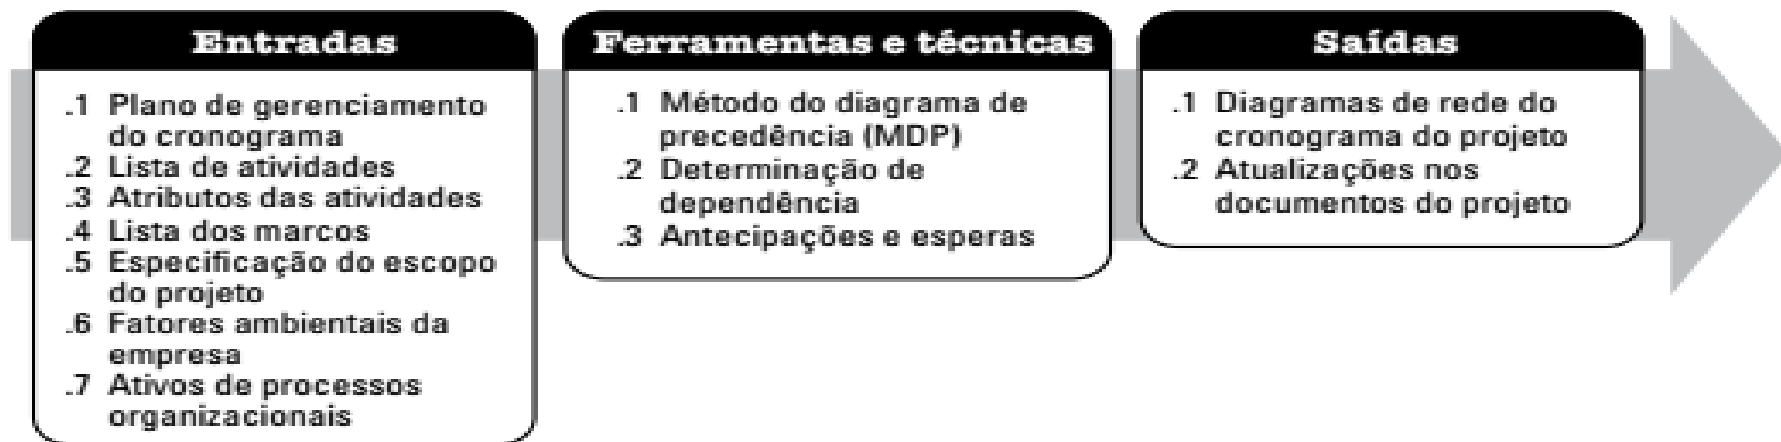 Entradas
.1 Plano de gerenciamento
do cronograma
.2 Lista de atividades
.3 Atributos das atividades
.4 Lista dos marcos
.5 Especificação do escopo
do projeto
.6 Fatores ambientais da
empresa
.7 Ativos de processos
organizacionais
Ferramentas e técnicas
.1 Método do diagrama de
precedência (MDP)
.2 Determinação de
dependência
.3 Antecipações e esperas
Saídas
.1 Diagramas de rede do
cronograma do projeto
.2 Atualizações nos
documentos do projeto